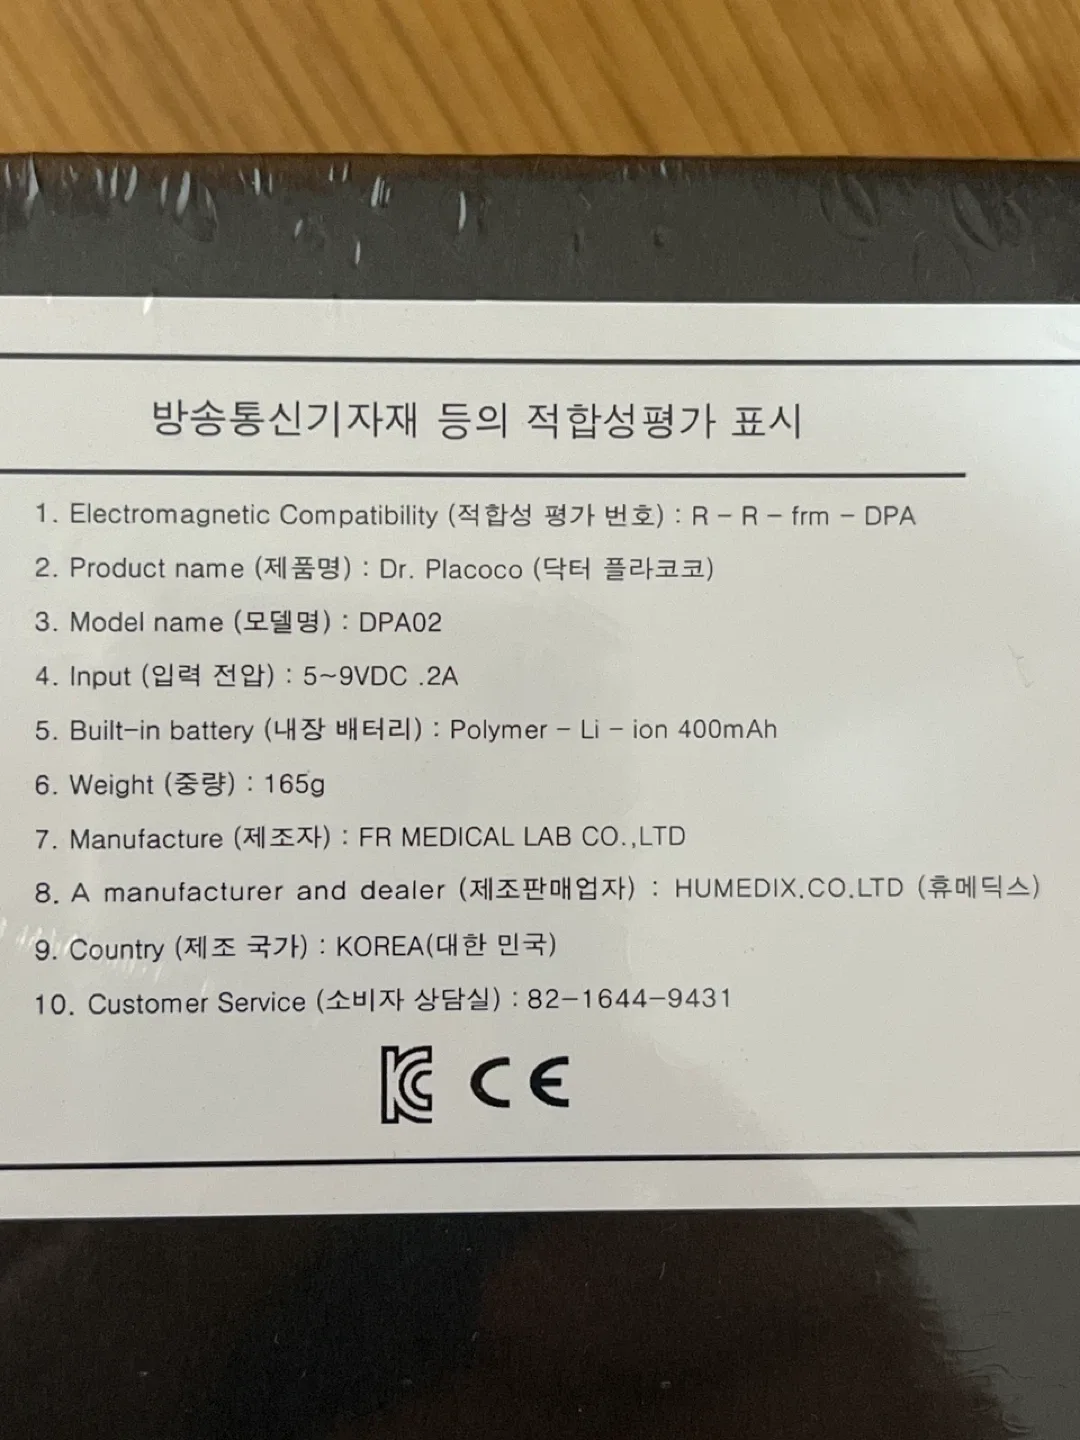 방송통신기자재 등의 적합성평가 표시
1. Electromagnetic Compatibility (적합성 평가 번호) : R - R - frm - DPA
2. Product name (제품명) : Dr. Placoco (닥터 플라코코)
3. Model name (모델명) : DPA02
4. Input (입력 전압) : 5~9VDC .2A
5. Built-in battery (내장 배터리) : Polymer - Li - ion 400mAh
6. Weight (중량) : 165g
7. Manufacture (제조자) : FR MEDICAL LAB CO.,LTD
8. A manufacturer and dealer (제조판매업자) : HUMEDIX.CO.LTD (휴메딕스)
9. Country (제조 국가) : KOREA(대한 민국)
10. Customer Service (소비자 상담실) : 82-1644-9431
KC CE